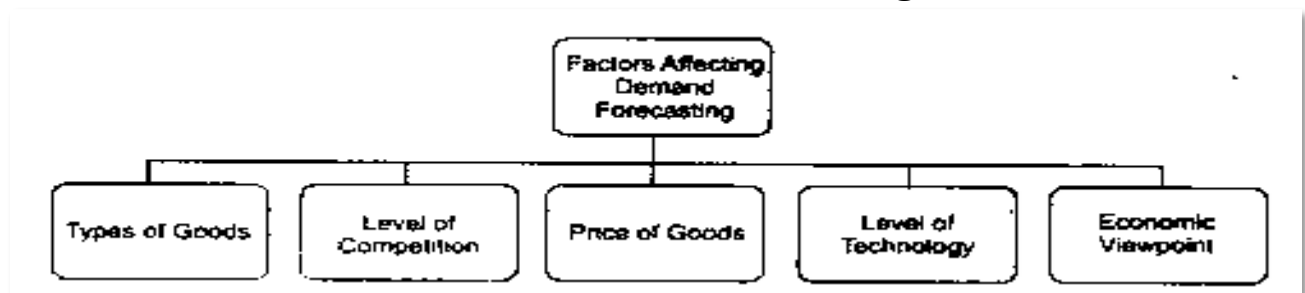 Factors Affecting
Demand
Forecasting
Types of Goods
Level of
Competition
Price of Goods
Level of
Technology
Economic
Viewpoint